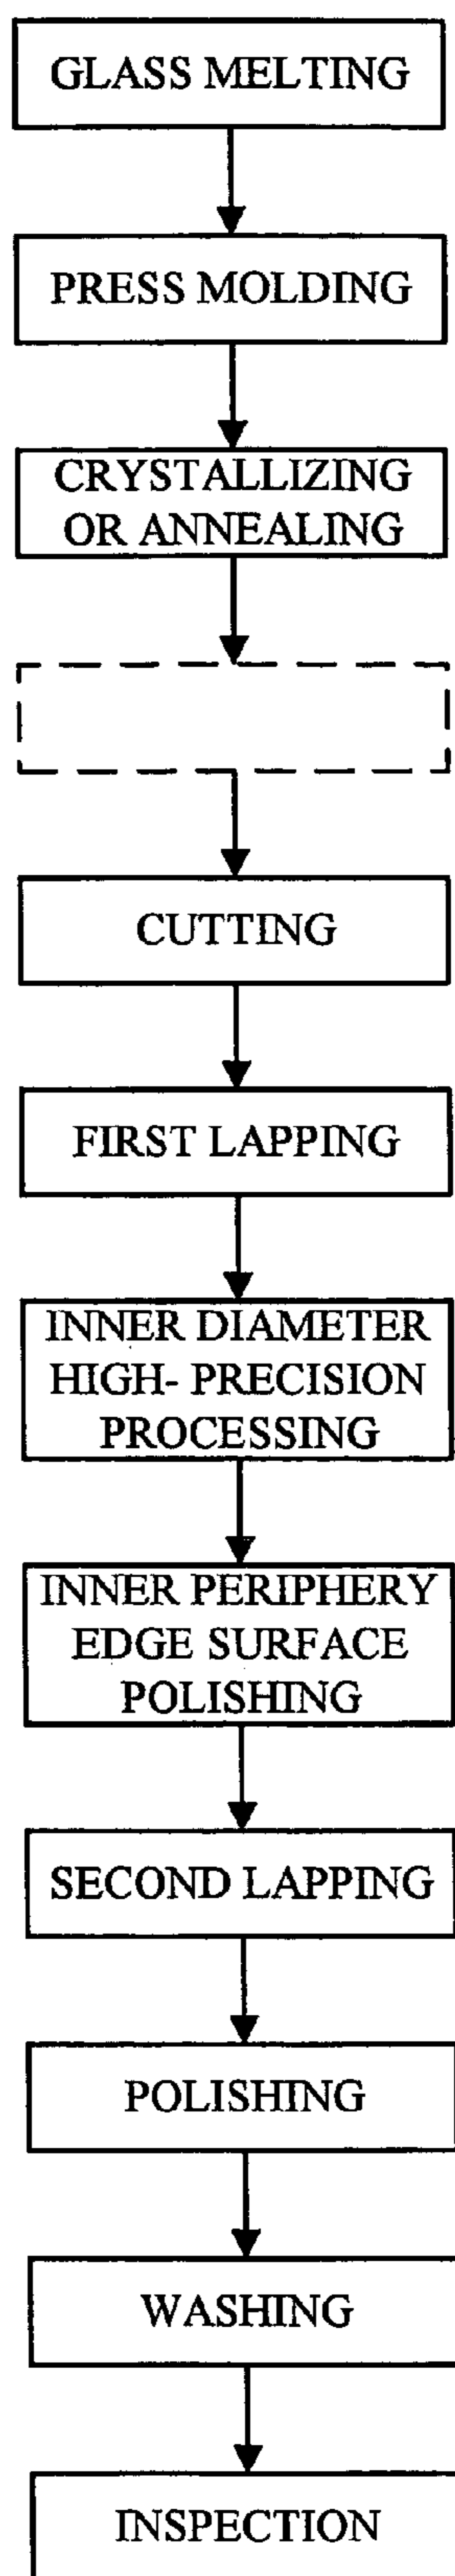 GLASS MELTING
PRESS MOLDING
CRYSTALLIZING
OR ANNEALING
CUTTING
FIRST LAPPING
INNER DIAMETER
HIGH- PRECISION
PROCESSING
INNER PERIPHERY
EDGE SURFACE
POLISHING
SECOND LAPPING
POLISHING
WASHING
INSPECTION